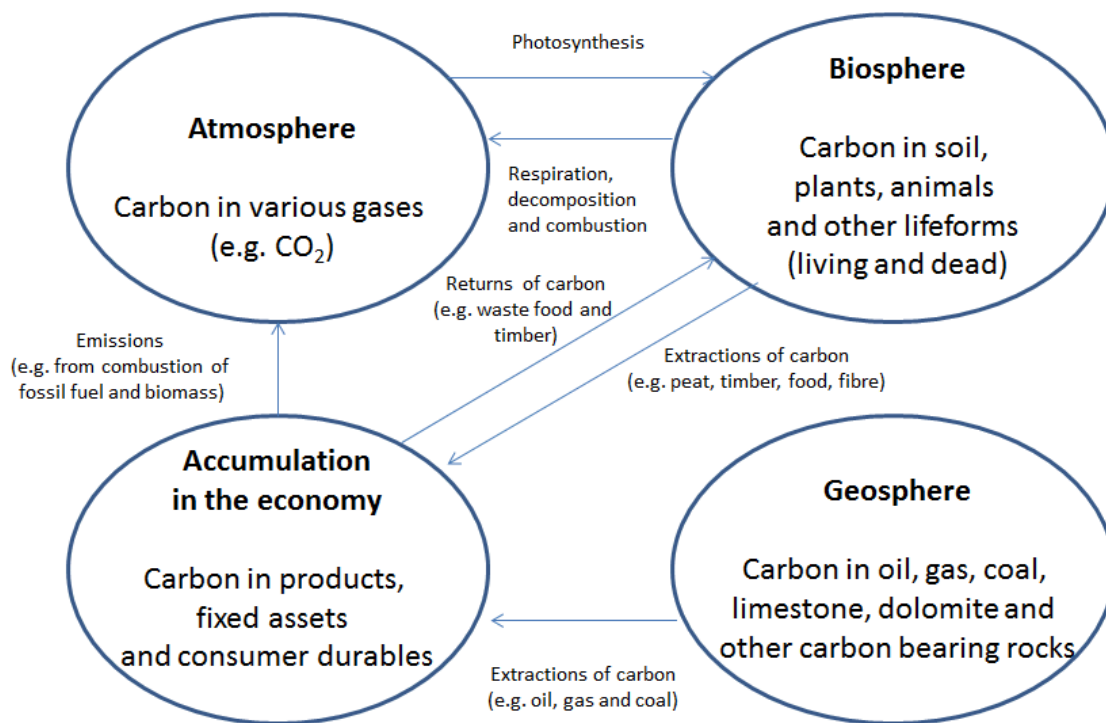 Photosynthesis
Atmosphere
Carbon in various gases
(e.g. CO₂)
Biosphere
Carbon in soil,
plants, animals
and other lifeforms
(living and dead)
Respiration,
decomposition
and combustion
Returns of carbon
(e.g. waste food and
timber)
Emissions
(e.g. from combustion of
fossil fuel and biomass)
Extractions of carbon
(e.g. peat, timber, food, fibre)
Accumulation
in the economy
Carbon in products,
fixed assets
and consumer durables
Geosphere
Carbon in oil, gas, coal,
limestone, dolomite and
other carbon bearing rocks
Extractions of carbon
(e.g. oil, gas and coal)